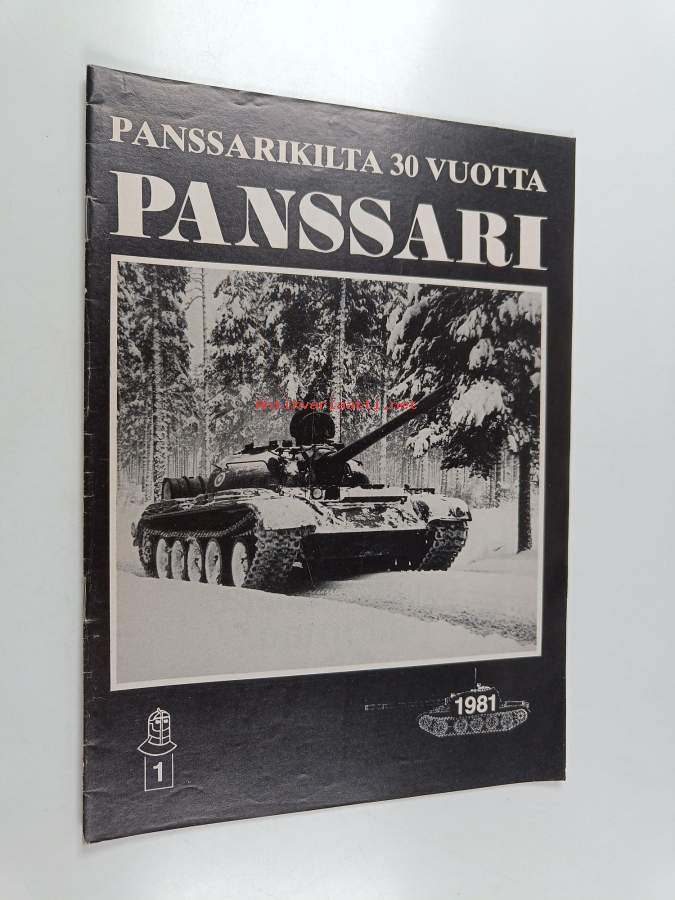 PANSSARIKILTA 30 VUOTTA
PANSSARI
Antikvariaatti.net
1981
1